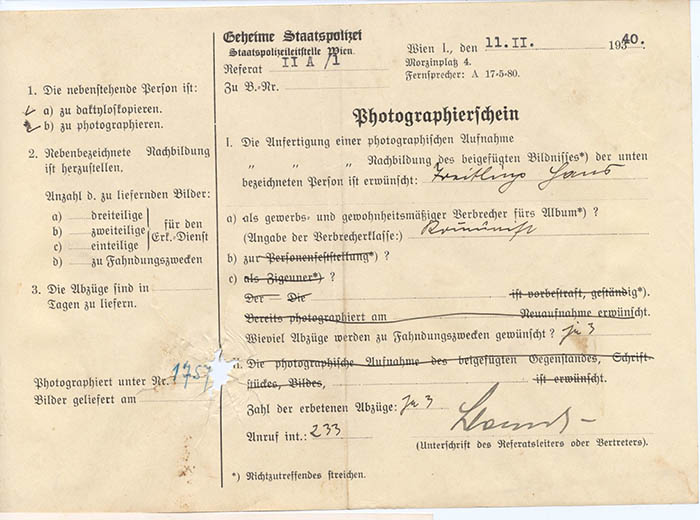 1. Die nebenstehende Person ist:
a) zu daktyloskopieren.
b) zu photographieren.
2. Nebenbezeichnete Nachbildung
ist herzustellen.
Anzahl d. zu liefernden Bilder:
a) dreiteilige
b) zweiteilige
c) einteilige
für den
Erk.-Dienst
d) zu Fahndungszwecken
3. Die Abzüge sind in
Tagen zu liefern.
Photographiert unter Nr. 1757
Bilder geliefert am
Geheime Staatspolizei
Staatspolizeileitstelle Wien.
Referat II A /1
Zu B.-Nr.
Wien I., den 11. II. 1940.
Morzinplatz 4.
Fernsprecher: A 17-5-80.
Photographierschein
I. Die Anfertigung einer photographischen Aufnahme
„ „ „ Nachbildung des beigefügten Bildnisses*) der unten
bezeichneten Person ist erwünscht: Hans
a) als gewerbs- und gewohnheitsmäßiger Verbrecher fürs Album*) ?
(Angabe der Verbrecherklasse:) Kommunist
b) zur Personenfeststellung*) ?
c) als Zigeuner*) ?
Der Die ist vorbestraft, geständig*).
Bereits photographiert am Neuaufnahme erwünscht.
Wieviel Abzüge werden zu Fahndungszwecken gewünscht? je 3
II. Die photographische Aufnahme des beigefügten Gegenstandes, Schrift-
stückes, Bildes, ist erwünscht.
Zahl der erbetenen Abzüge: je 3
Anruf int.: 233
(Unterschrift des Referatsleiters oder Vertreters).
*) Nichtzutreffendes streichen.